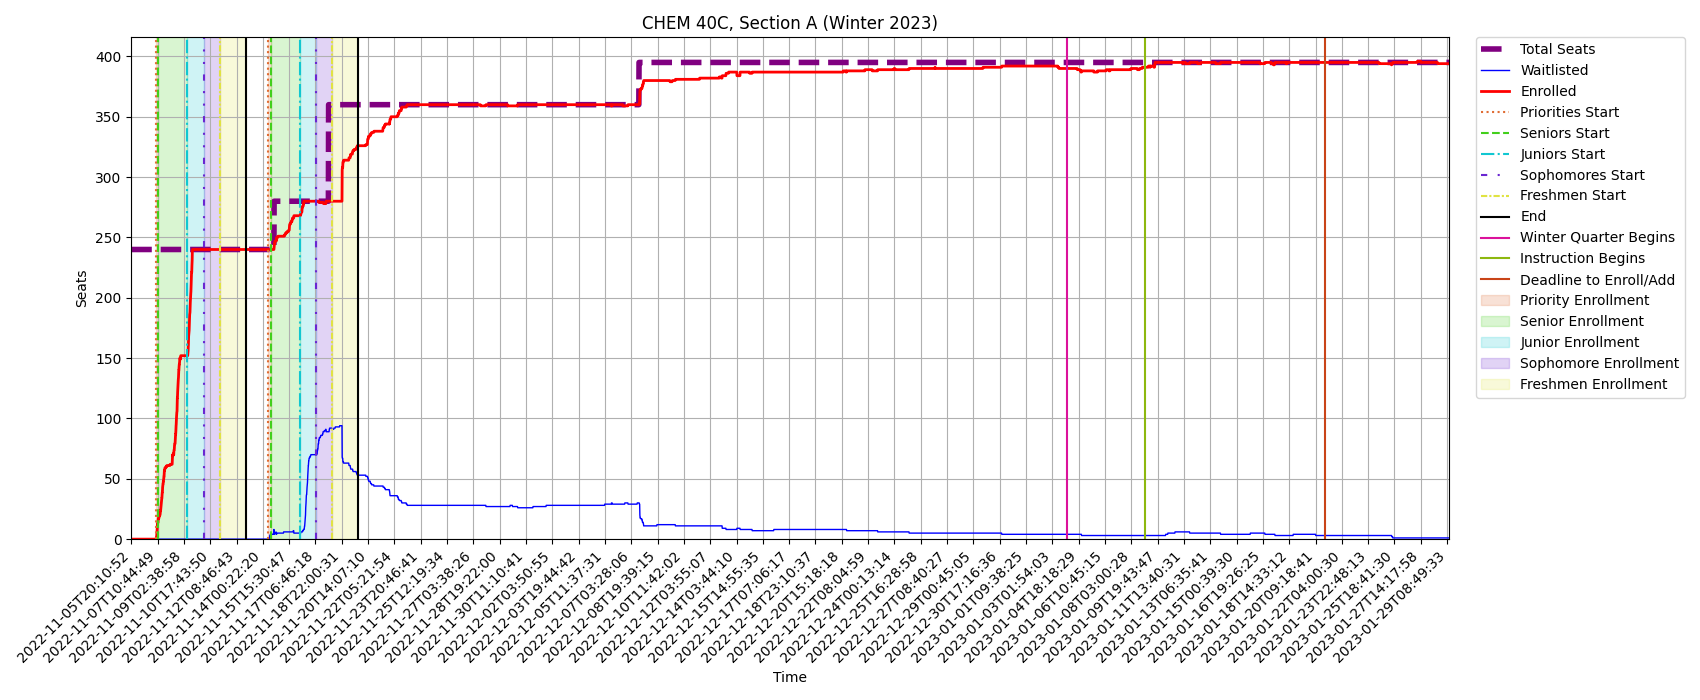 CHEM 40C, Section A (Winter 2023)
Seats
400
350
300
250
200
150
100
50
0
2022-11-05T20:10:52
2022-11-07T10:44:49
2022-11-09T02:38:58
2022-11-10T17:43:50
2022-11-12T08:46:43
2022-11-14T00:22:20
2022-11-15T15:30:47
2022-11-17T06:46:18
2022-11-18T22:00:31
2022-11-20T14:07:10
2022-11-22T05:21:54
2022-11-23T20:46:41
2022-11-25T12:19:34
2022-11-27T03:38:26
2022-11-28T19:22:00
2022-11-30T11:10:41
2022-12-02T03:50:55
2022-12-03T19:44:42
2022-12-05T11:37:31
2022-12-07T03:28:06
2022-12-08T19:39:15
2022-12-10T11:42:02
2022-12-12T03:55:07
2022-12-14T03:44:10
2022-12-15T14:55:35
2022-12-17T07:06:17
2022-12-18T23:10:37
2022-12-20T15:18:18
2022-12-22T08:04:59
2022-12-24T00:13:14
2022-12-25T16:28:58
2022-12-27T08:40:27
2022-12-29T00:45:05
2022-12-30T17:16:36
2023-01-01T09:38:25
2023-01-03T01:54:03
2023-01-04T18:18:29
2023-01-06T10:45:15
2023-01-08T03:00:28
2023-01-09T19:43:47
2023-01-11T13:40:31
2023-01-13T06:35:41
2023-01-15T00:39:30
2023-01-16T19:26:25
2023-01-18T14:33:12
2023-01-20T09:18:41
2023-01-22T04:00:30
2023-01-23T22:48:13
2023-01-25T18:41:30
2023-01-27T14:17:58
2023-01-29T08:49:33
Time
Total Seats
Waitlisted
Enrolled
Priorities Start
Seniors Start
Juniors Start
Sophomores Start
Freshmen Start
End
Winter Quarter Begins
Instruction Begins
Deadline to Enroll/Add
Priority Enrollment
Senior Enrollment
Junior Enrollment
Sophomore Enrollment
Freshmen Enrollment